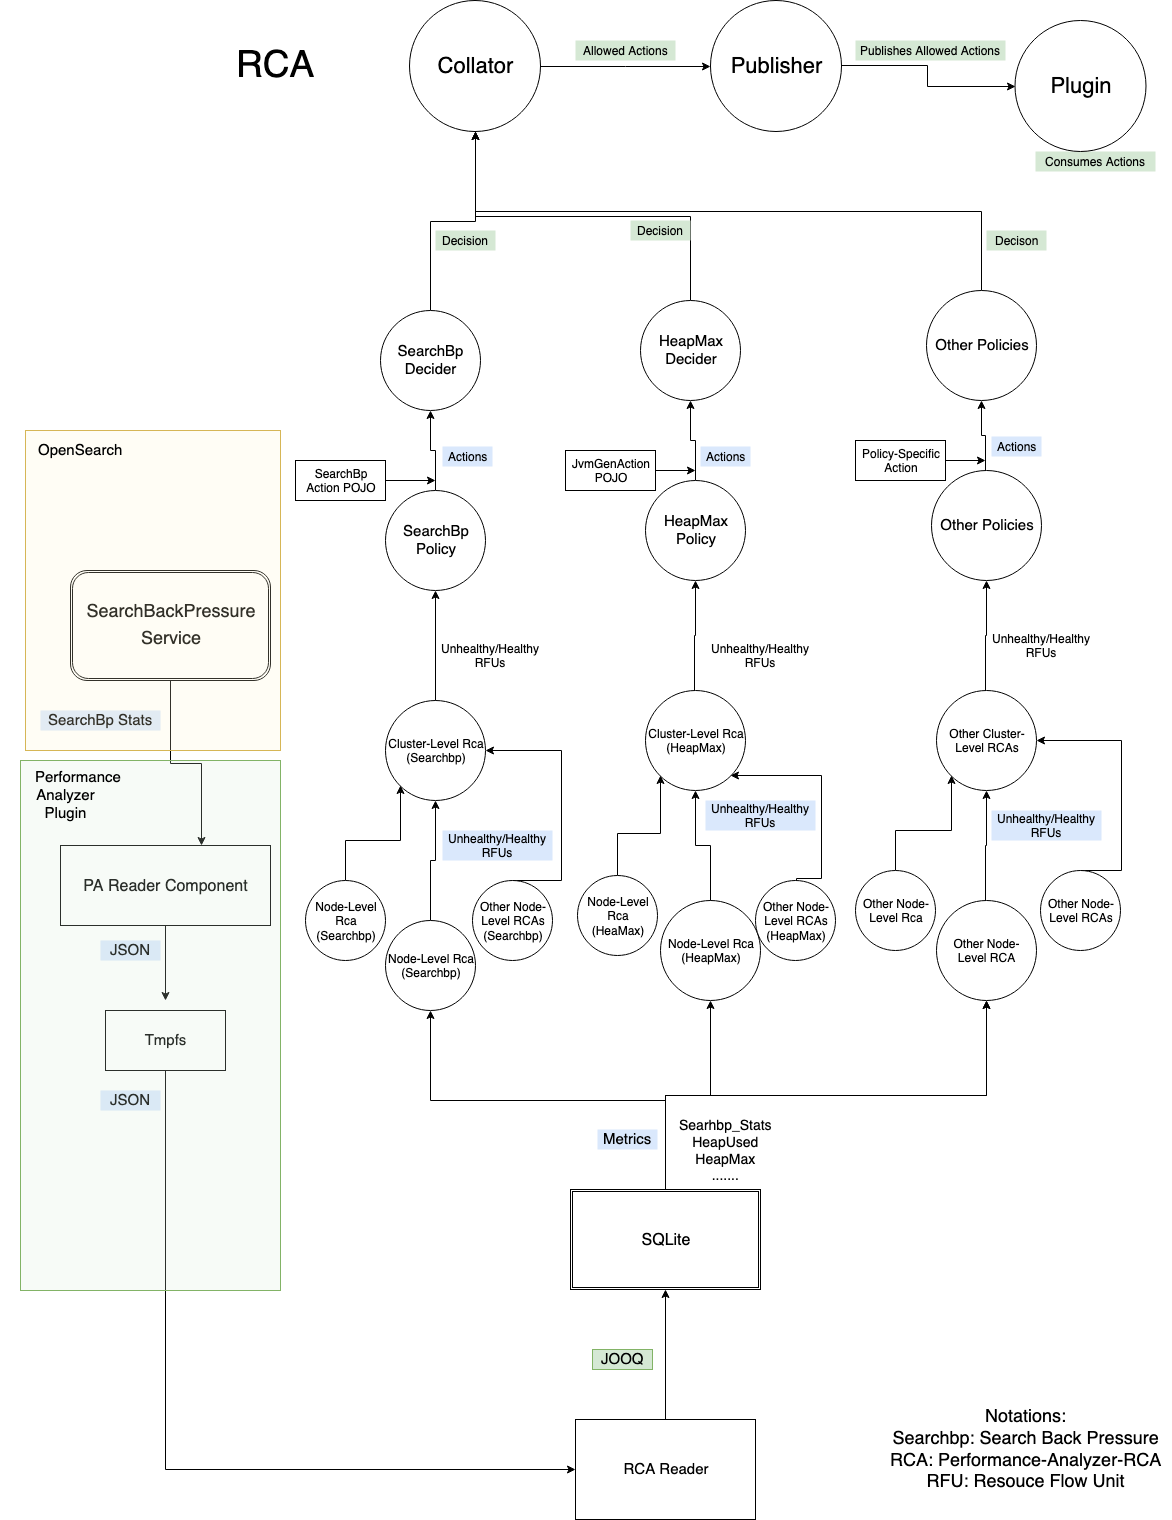 RCA
Collator
Allowed Actions
Publisher
Publishes Allowed Actions
Plugin
Consumes Actions
Decision
Decision
Decison
SearchBp
Decider
HeapMax
Decider
Other Policies
Actions
Actions
Actions
SearchBp
Action POJO
JvmGenAction
POJO
Policy-Specific
Action
SearchBp
Policy
HeapMax
Policy
Other Policies
OpenSearch
SearchBackPressure
Service
SearchBp Stats
Unhealthy/Healthy
RFUs
Unhealthy/Healthy
RFUs
Unhealthy/Healthy
RFUs
Cluster-Level Rca
(Searchbp)
Cluster-Level Rca
(HeapMax)
Other Cluster-
Level RCAs
Performance
Analyzer
Plugin
Unhealthy/Healthy
RFUs
Unhealthy/Healthy
RFUs
Unhealthy/Healthy
RFUs
PA Reader Component
Node-Level
Rca
(Searchbp)
Node-Level Rca
(Searchbp)
Other Node-
Level RCAs
(Searchbp)
Node-Level
Rca
(HeaMax)
Node-Level Rca
(HeapMax)
Other Node-
Level RCAs
(HeapMax)
Other Node-
Level Rca
Other Node-
Level RCA
Other Node-
Level RCAs
JSON
Tmpfs
JSON
Metrics
Searhbp_Stats
HeapUsed
HeapMax
.......
SQLite
JOOQ
RCA Reader
Notations:
Searchbp: Search Back Pressure
RCA: Performance-Analyzer-RCA
RFU: Resouce Flow Unit